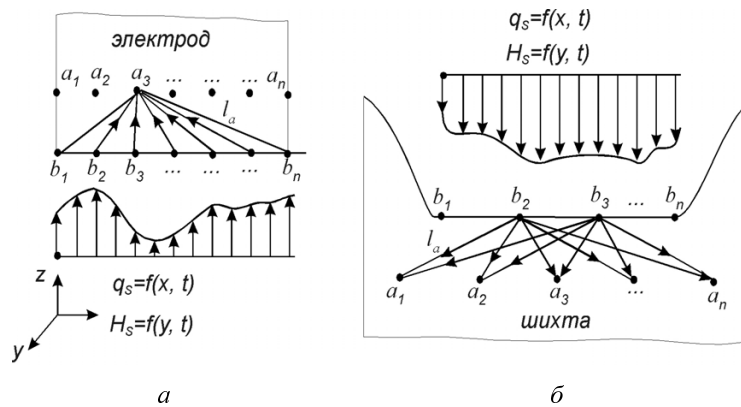 электрод
a₁ a₂ a₃ ... ... ... aₙ
lₐ
b₁ b₂ b₃ ... ... ... bₙ
z
y
qₛ=f(x, t)
Hₛ=f(y, t)
а
qₛ=f(x, t)
Hₛ=f(y, t)
b₁ b₂ b₃ ... bₙ
lₐ
a₁ a₂ a₃ ... aₙ
шихта
б